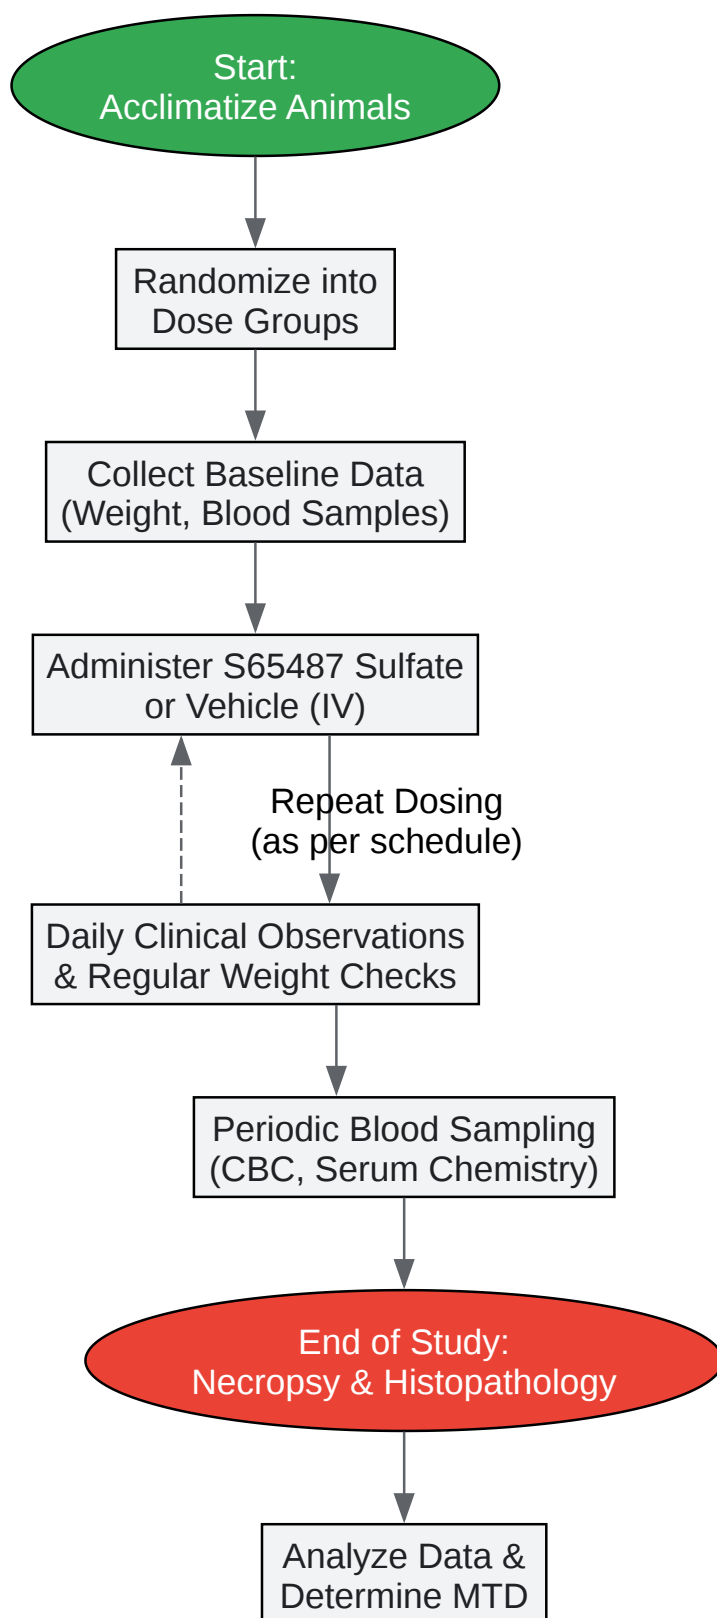 Start:
Acclimatize Animals
Randomize into
Dose Groups
Collect Baseline Data
(Weight, Blood Samples)
Administer S65487 Sulfate
or Vehicle (IV)
Repeat Dosing
(as per schedule)
Daily Clinical Observations
& Regular Weight Checks
Periodic Blood Sampling
(CBC, Serum Chemistry)
End of Study:
Necropsy & Histopathology
Analyze Data &
Determine MTD